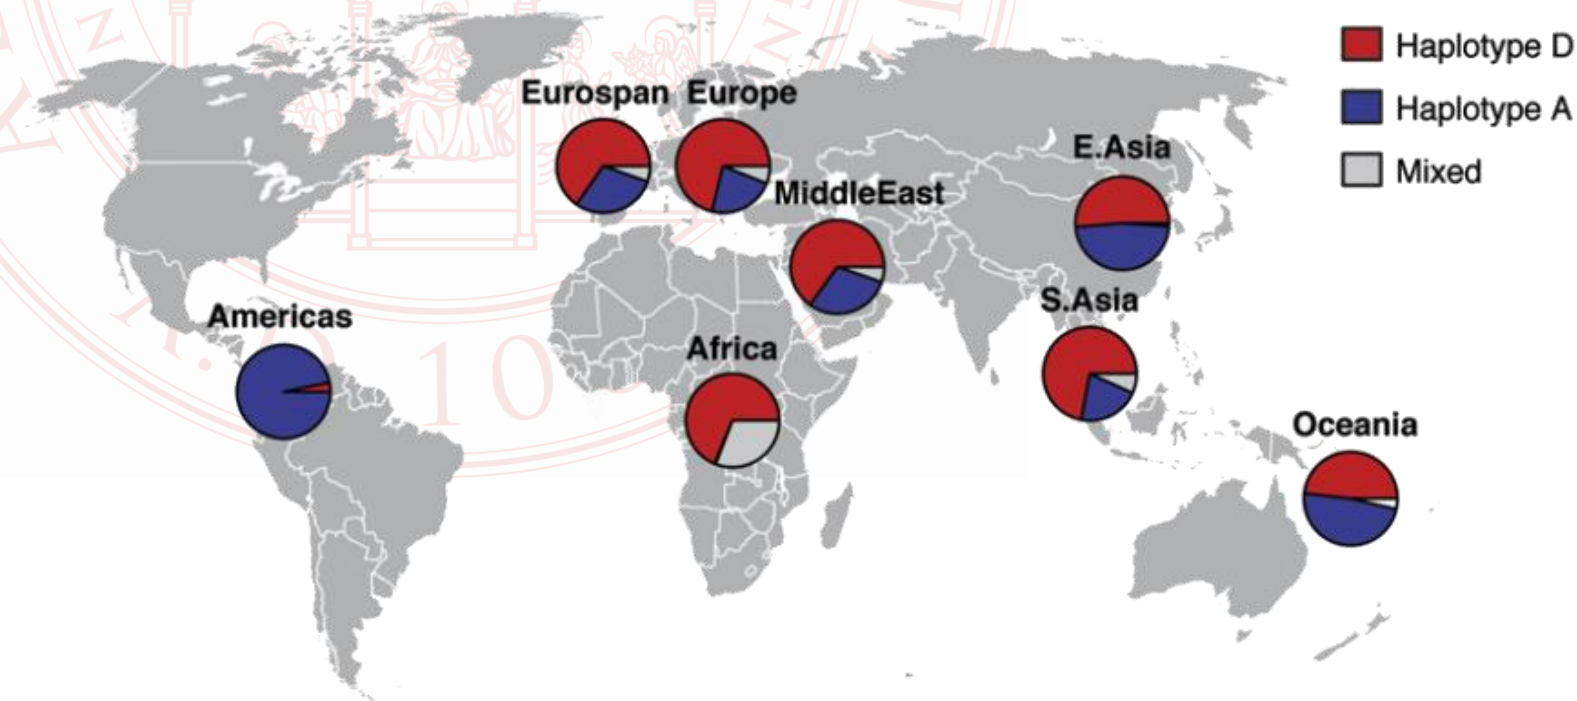 Haplotype D
Haplotype A
Mixed
Eurospan
Europe
E.Asia
MiddleEast
S.Asia
Americas
Africa
Oceania